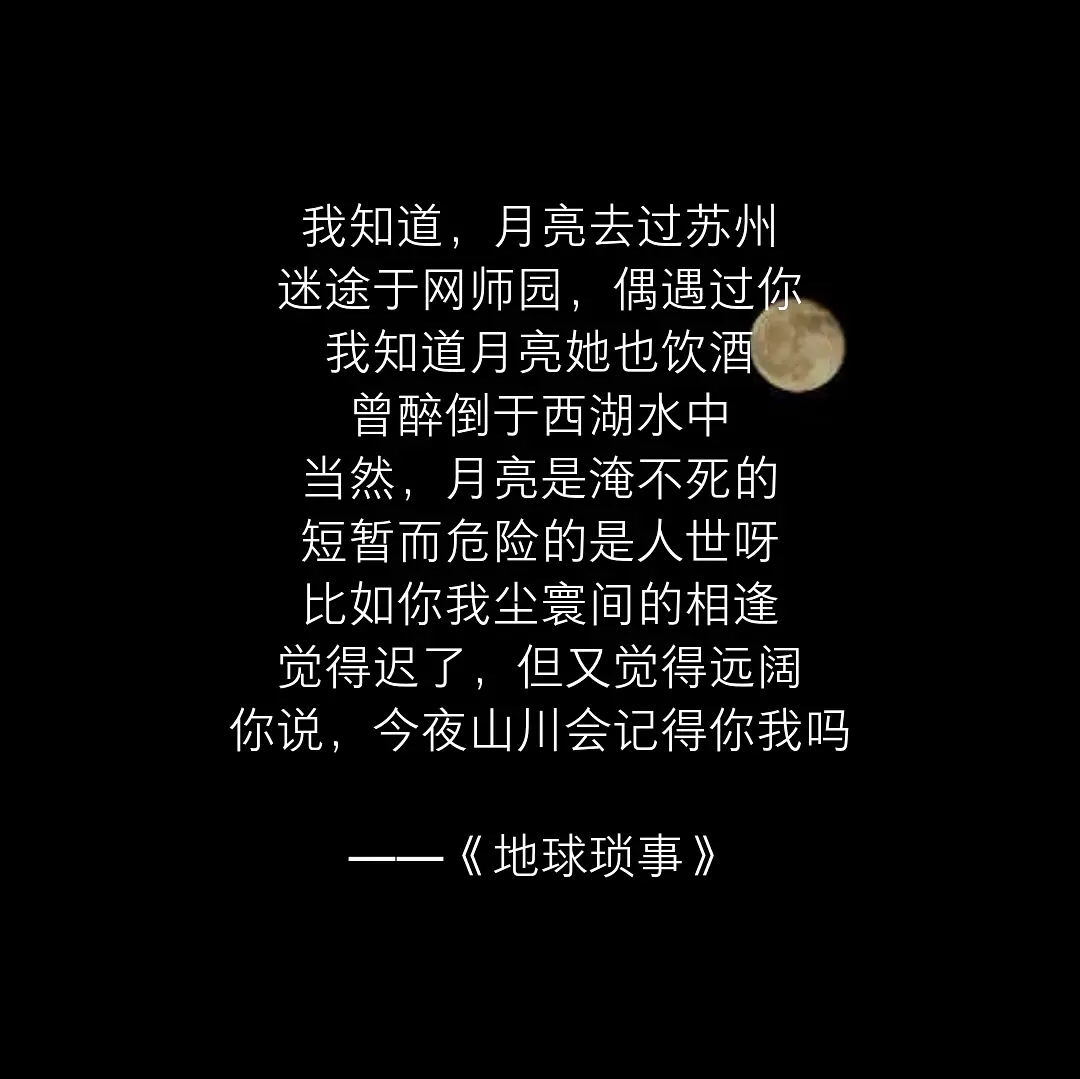 我知道，月亮去过苏州
迷途于网师园，偶遇过你
我知道月亮她也饮酒
曾醉倒于西湖水中
当然，月亮是淹不死的
短暂而危险的是人世呀
比如你我尘寰间的相逢
觉得迟了，但又觉得远阔
你说，今夜山川会记得你我吗
——《地球琐事》